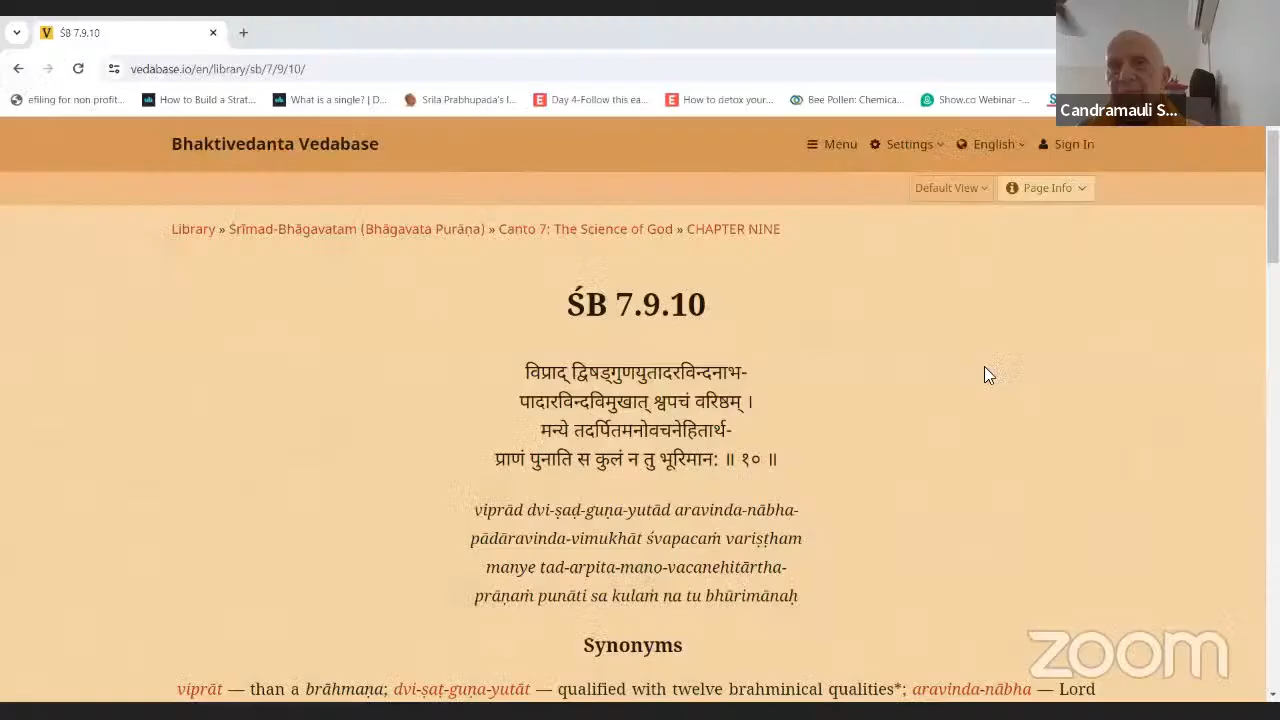 ŚB 7.9.10
vedabase.io/en/library/sb/7/9/10/
efiling for non profit... How to Build a Strat... What is a single? | D... Srila Prabhupada's l... Day 4-Follow this ea... How to detox your... Bee Pollen: Chemica... Show.co Webinar -...
Candramauli S...
Bhaktivedanta Vedabase Menu Settings English Sign In
Default View Page Info
Library » Śrīmad-Bhāgavatam (Bhāgavata Purāṇa) » Canto 7: The Science of God » CHAPTER NINE
ŚB 7.9.10
विप्राद् द्विषड्गुणयुतादरविन्दनाभ-
पादारविन्दविमुखात् श्वपचं वरिष्ठम् ।
मन्ये तदर्पितमनोवचनेहितार्थ-
प्राणं पुनाति स कुलं न तु भूरिमान: ॥ १० ॥
viprād dvi-ṣaḍ-guṇa-yutād aravinda-nābha-
pādāravinda-vimukhāt śvapacaṁ variṣṭham
manye tad-arpita-mano-vacanehitārtha-
prāṇaṁ punāti sa kulaṁ na tu bhūrimānaḥ
Synonyms
viprāt — than a brāhmaṇa; dvi-ṣaṭ-guṇa-yutāt — qualified with twelve brahminical qualities*; aravinda-nābha — Lord
zoom